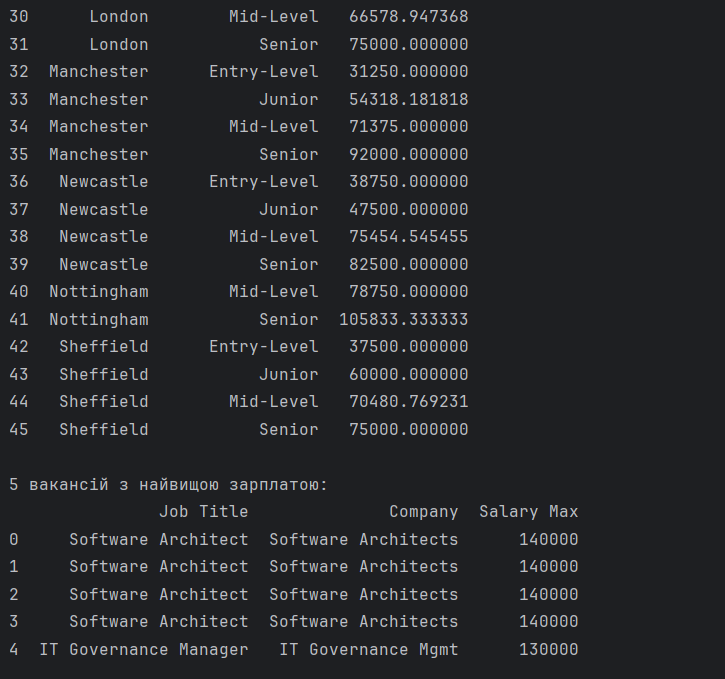 30 London Mid-Level 66578.947368
31 London Senior 75000.000000
32 Manchester Entry-Level 31250.000000
33 Manchester Junior 54318.181818
34 Manchester Mid-Level 71375.000000
35 Manchester Senior 92000.000000
36 Newcastle Entry-Level 38750.000000
37 Newcastle Junior 47500.000000
38 Newcastle Mid-Level 75454.545455
39 Newcastle Senior 82500.000000
40 Nottingham Mid-Level 78750.000000
41 Nottingham Senior 105833.333333
42 Sheffield Entry-Level 37500.000000
43 Sheffield Junior 60000.000000
44 Sheffield Mid-Level 70480.769231
45 Sheffield Senior 75000.000000
5 вакансій з найвищою зарплатою:
Job Title Company Salary Max
0 Software Architect Software Architects 140000
1 Software Architect Software Architects 140000
2 Software Architect Software Architects 140000
3 Software Architect Software Architects 140000
4 IT Governance Manager IT Governance Mgmt 130000